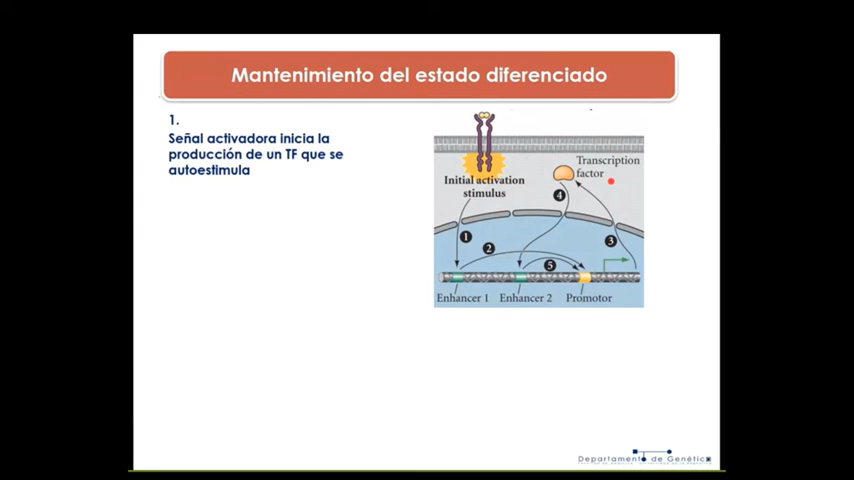 Mantenimiento del estado diferenciado
1.
Señal activadora inicia la
producción de un TF que se
autoestimula
Transcription
factor
Initial activation
stimulus
4
1
2
3
5
Enhancer 1
Enhancer 2
Promotor
Departamento de Genética